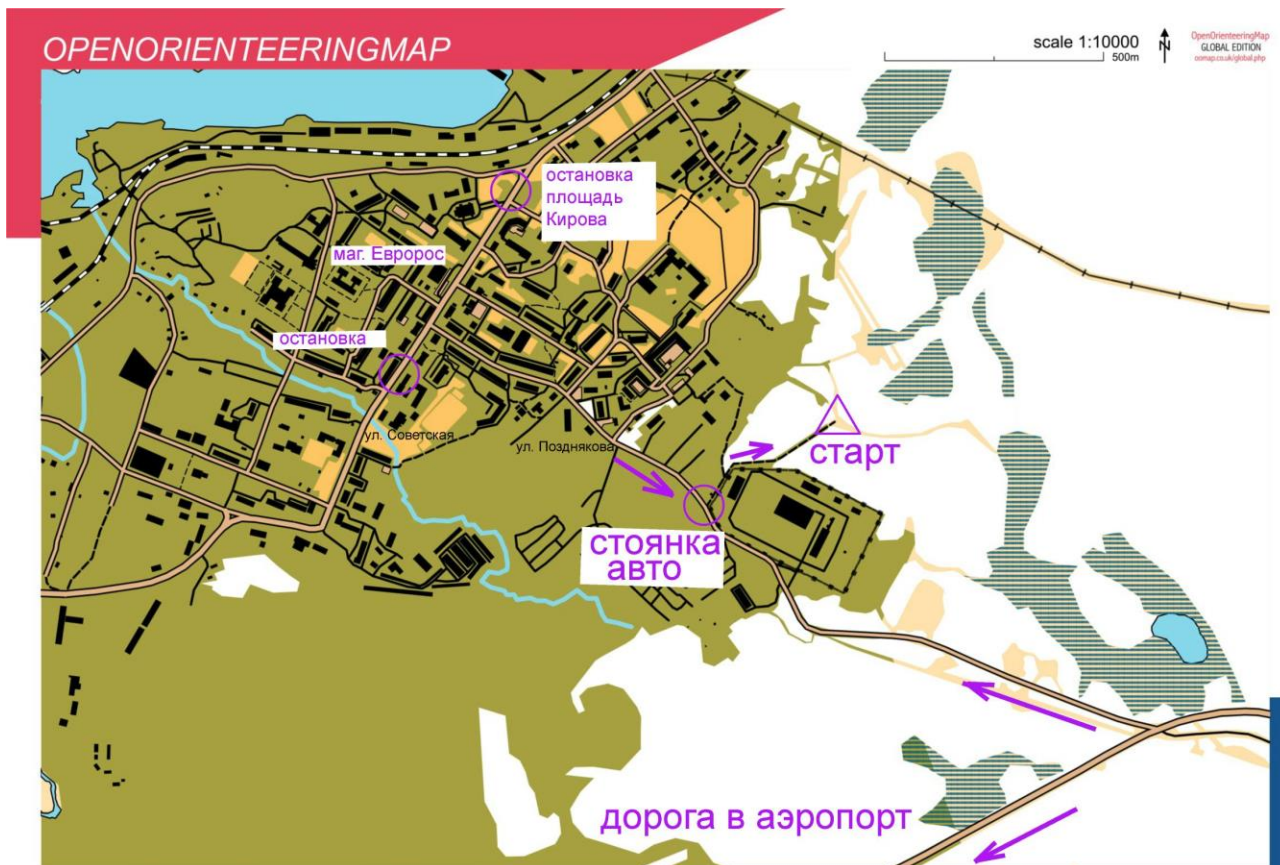 OPENORIENTEERINGMAP
scale 1:10000
500m
N
OpenOrienteeringMap
GLOBAL EDITION
oomap.co.uk/global.php
остановка
площадь
Кирова
маг. Евророс
остановка
ул. Советская
ул. Позднякова
старт
стоянка
авто
дорога в аэропорт